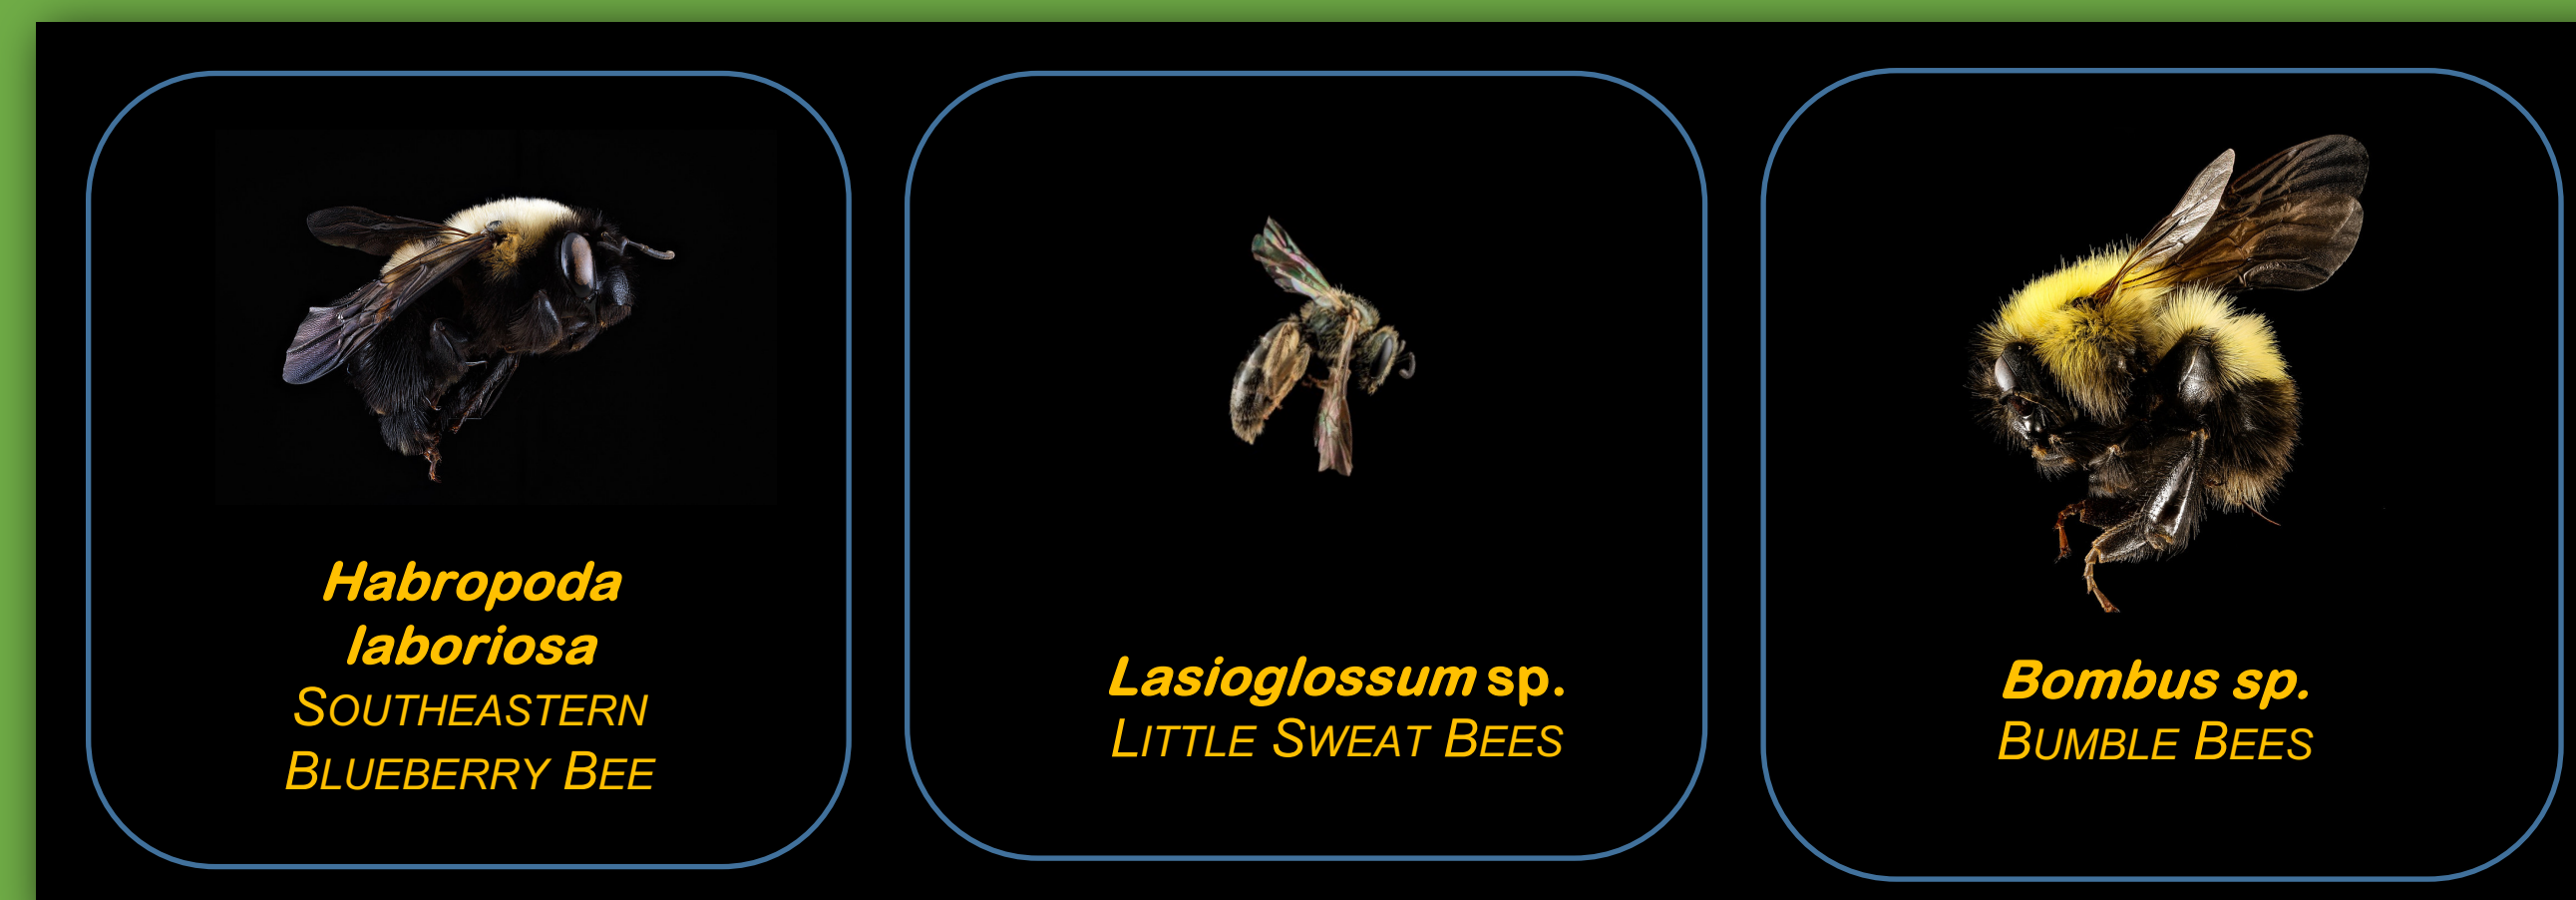 Habropoda
laboriosa
SOUTHEASTERN
BLUEBERRY BEE
Lasioglossum sp.
LITTLE SWEAT BEES
Bombus sp.
BUMBLE BEES